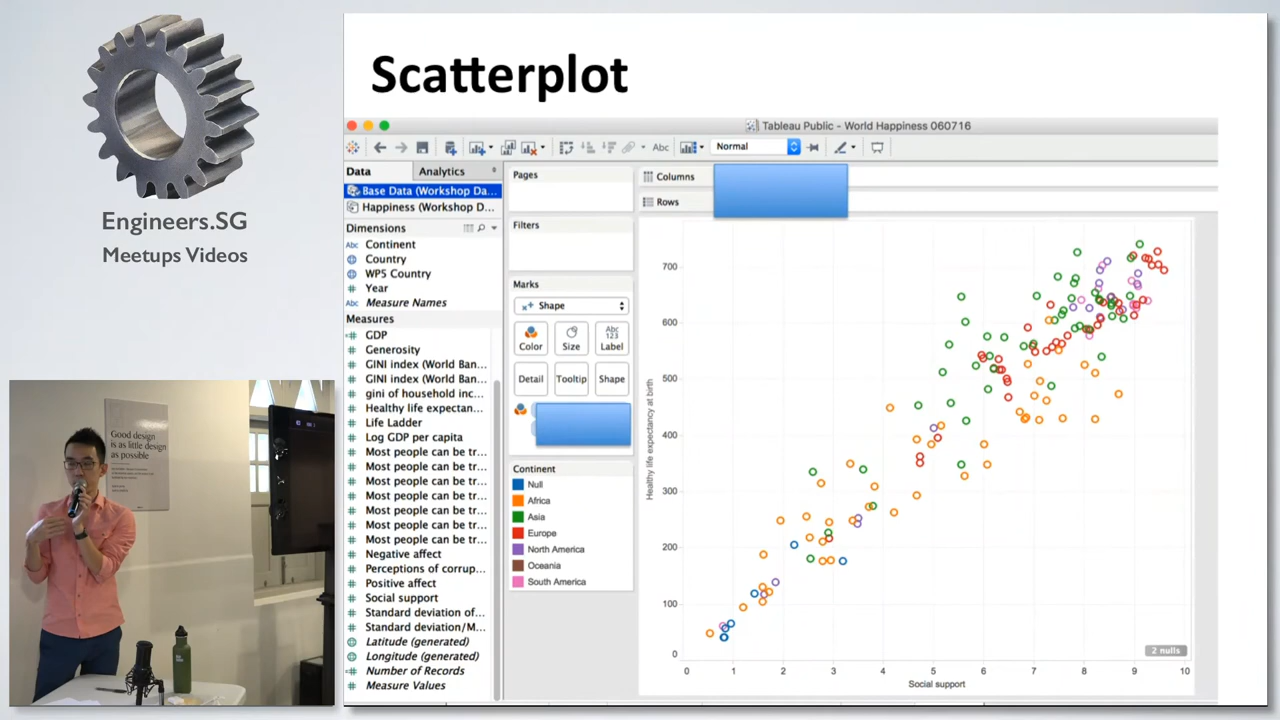 Engineers.SG
Meetups Videos
Good design
is as little design
as possible
Scatterplot
Tableau Public - World Happiness 060716
Abc
Normal
Data
Analytics
Base Data (Workshop Da...
Happiness (Workshop D...
Dimensions
Abc Continent
Country
WP5 Country
# Year
Abc Measure Names
Measures
# GDP
# Generosity
# GINI index (World Ban...
# GINI index (World Ban...
# gini of household inc...
# Healthy life expectan...
# Life Ladder
# Log GDP per capita
# Most people can be tr...
# Most people can be tr...
# Most people can be tr...
# Most people can be tr...
# Most people can be tr...
# Most people can be tr...
# Most people can be tr...
# Negative affect
# Perceptions of corrup...
# Positive affect
# Social support
# Standard deviation of...
# Standard deviation/M...
Latitude (generated)
Longitude (generated)
# Number of Records
# Measure Values
Pages
Filters
Marks
Shape
Color
Size
Abc
123
Label
Detail
Tooltip
Shape
Continent
Null
Africa
Asia
Europe
North America
Oceania
South America
Columns
Rows
Healthy life expectancy at birth
700
600
500
400
300
200
100
0
0 1 2 3 4 5 6 7 8 9 10
Social support
2 nulls